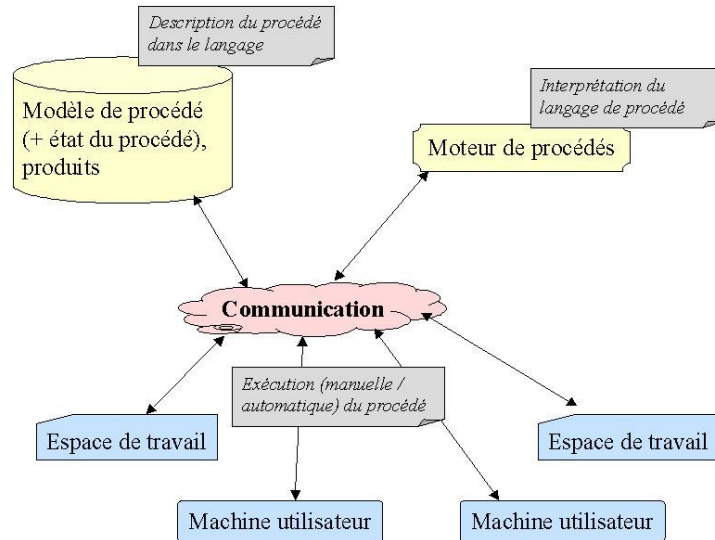 Description du procédé
dans le langage
Modèle de procédé
(+ état du procédé),
produits
Interprétation du
langage de procédé
Moteur de procédés
Communication
Exécution (manuelle /
automatique) du procédé
Espace de travail
Espace de travail
Machine utilisateur
Machine utilisateur